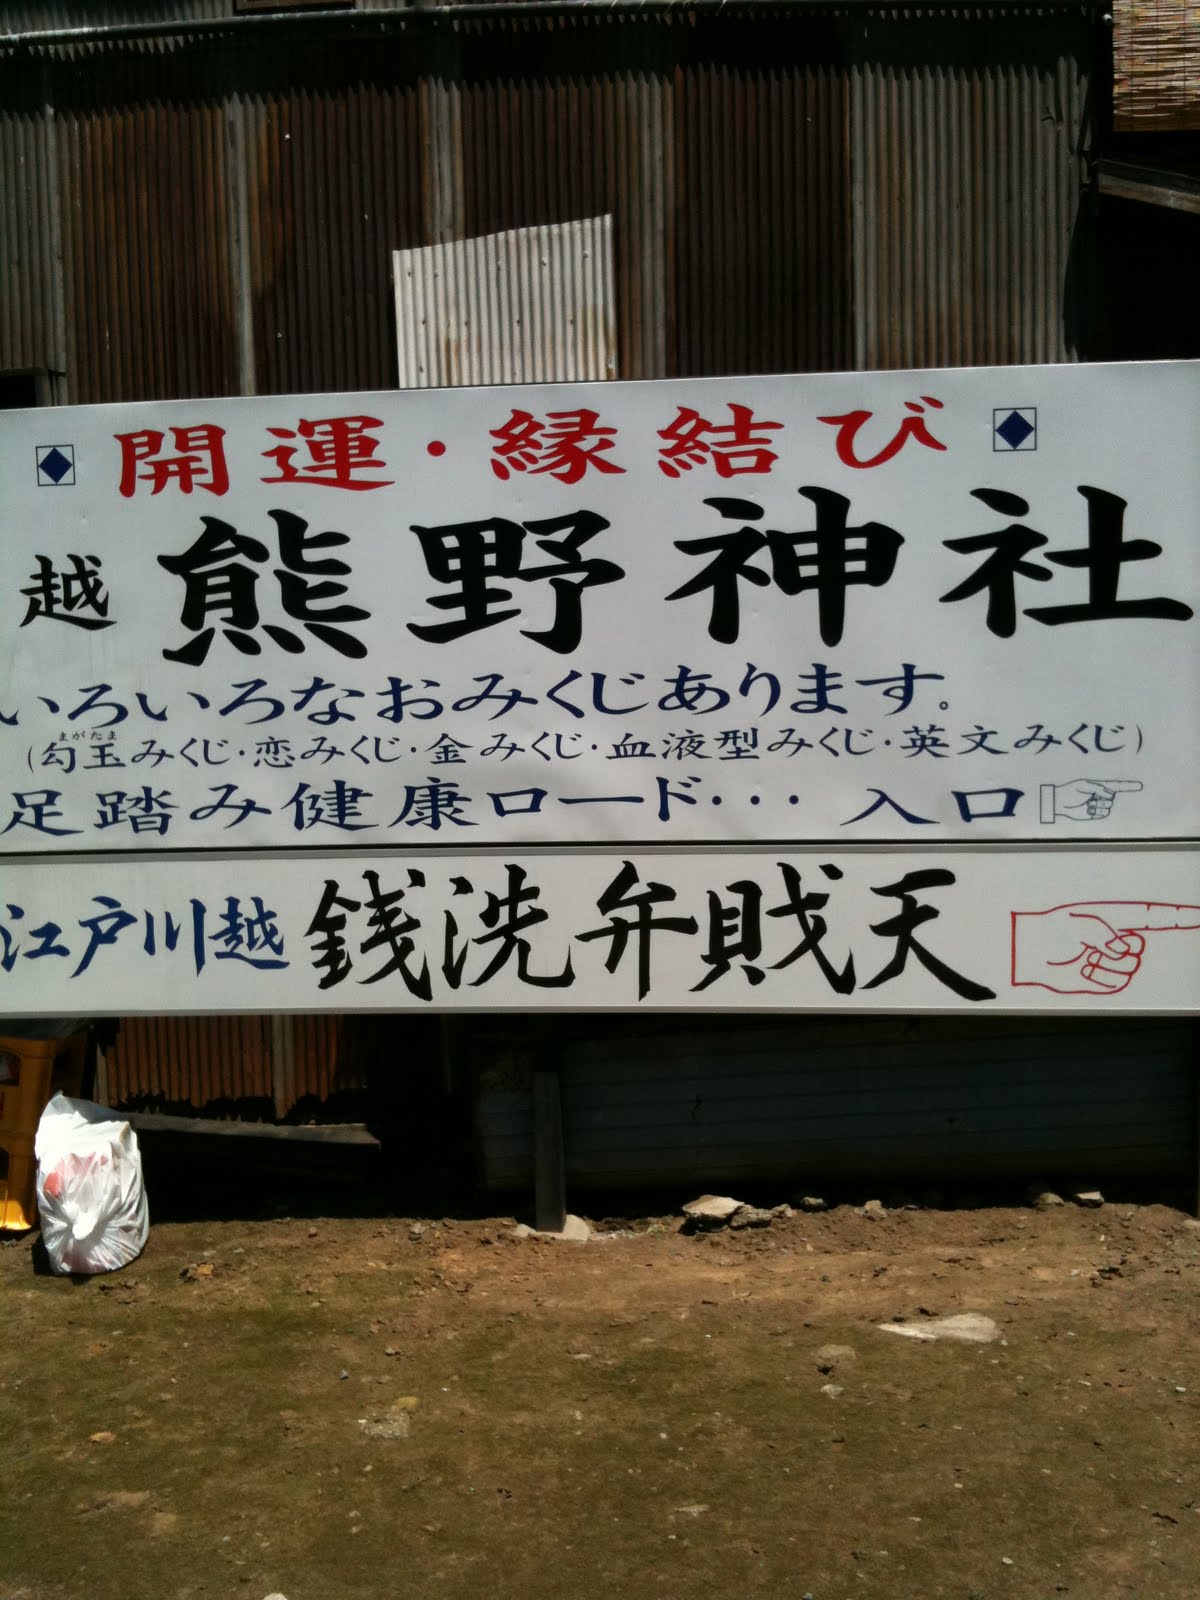 開運・縁結び
越 熊野神社
いろいろなおみくじあります。
まがたま
(勾玉みくじ・恋みくじ・金みくじ・血液型みくじ・英文みくじ)
足踏み健康ロード・・・ 入口
江戸川越 銭洗弁財天